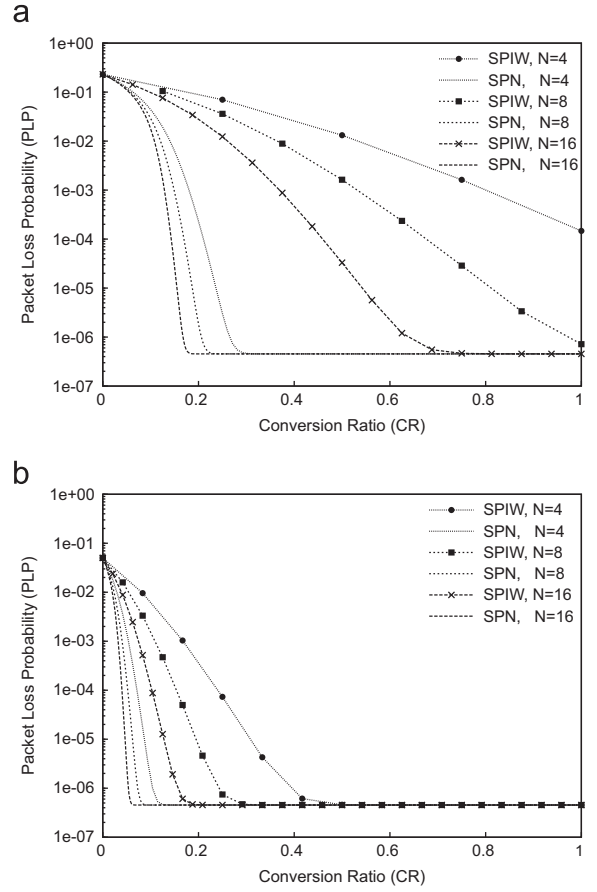 a
1e+00
1e-01
1e-02
1e-03
1e-04
1e-05
1e-06
1e-07
Packet Loss Probability (PLP)
SPIW, N=4
SPN, N=4
SPIW, N=8
SPN, N=8
SPIW, N=16
SPN, N=16
0 0.2 0.4 0.6 0.8 1
Conversion Ratio (CR)
b
1e+00
1e-01
1e-02
1e-03
1e-04
1e-05
1e-06
1e-07
Packet Loss Probability (PLP)
SPIW, N=4
SPN, N=4
SPIW, N=8
SPN, N=8
SPIW, N=16
SPN, N=16
0 0.2 0.4 0.6 0.8 1
Conversion Ratio (CR)